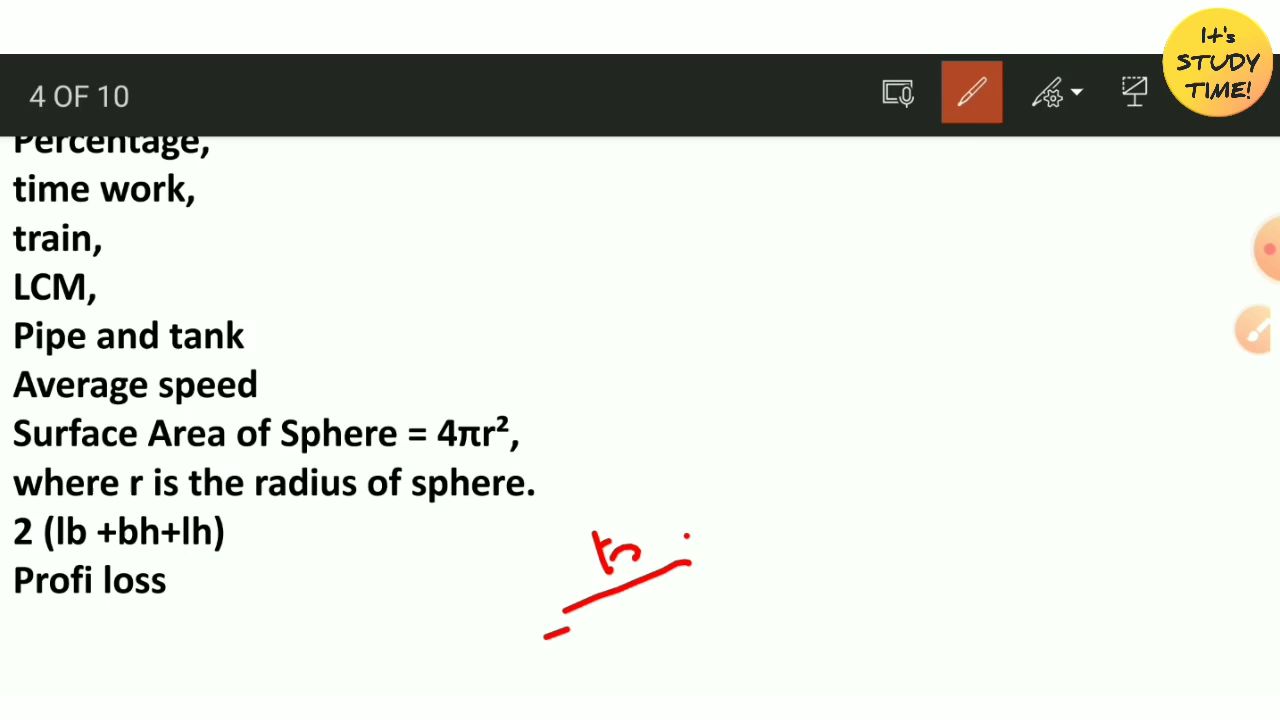 It's
STUDY
TIME!
4 OF 10
Percentage,
time work,
train,
LCM,
Pipe and tank
Average speed
Surface Area of Sphere = 4πr²,
where r is the radius of sphere.
2 (lb +bh+lh)
Profi loss